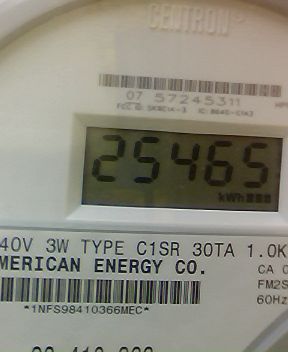 CENTRON
07 57245311
25465
kWh
40V 3W TYPE C1SR 30TA 1.0K
MERICAN ENERGY CO.
CA 0
FM2S
60Hz
*1NFS98410366MEC*